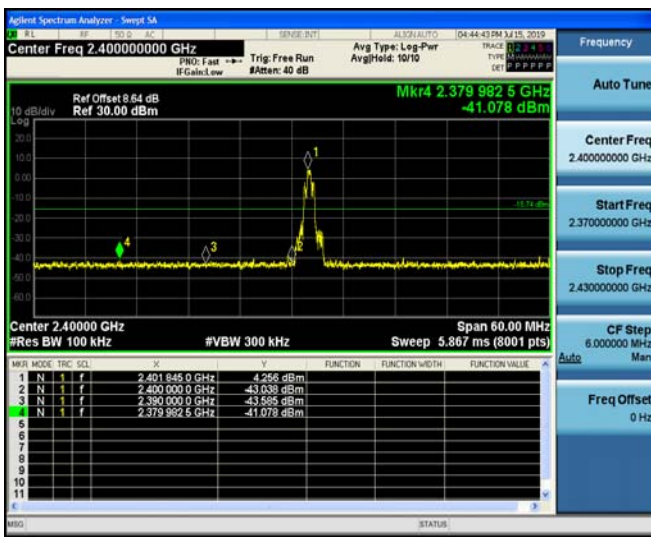 Agilent Spectrum Analyzer - Swept SA
RL RF 50 Ω AC SENSE:INT ALIGNAUTO 04:44:43 PM Jul 15, 2019
Center Freq 2.400000000 GHz
PNO: Fast
IFGain:Low
Trig: Free Run
#Atten: 40 dB
Avg Type: Log-Pwr
Avg|Hold: 10/10
TRACE 1 2 3 4 5 6
TYPE
DET P P P P P P
Ref Offset 8.64 dB
Ref 30.00 dBm
Mkr4 2.379 982 5 GHz
-41.078 dBm
10 dB/div
Log
20.0
10.0
0.00
-10.0
-20.0
-30.0
-40.0
-50.0
-60.0
1
2
3
4
-15.74 dBm
Center 2.40000 GHz Span 60.00 MHz
#Res BW 100 kHz #VBW 300 kHz Sweep 5.867 ms (8001 pts)
MKR MODE TRC SCL X Y FUNCTION FUNCTION WIDTH FUNCTION VALUE
1 N 1 f 2.401 845 0 GHz 4.256 dBm
2 N 1 f 2.400 000 0 GHz -43.038 dBm
3 N 1 f 2.390 000 0 GHz -43.585 dBm
4 N 1 f 2.379 982 5 GHz -41.078 dBm
5
6
7
8
9
10
11
MSG STATUS
Frequency
Auto Tune
Center Freq
2.400000000 GHz
Start Freq
2.370000000 GHz
Stop Freq
2.430000000 GHz
CF Step
6.000000 MHz
Auto Man
Freq Offset
0 Hz